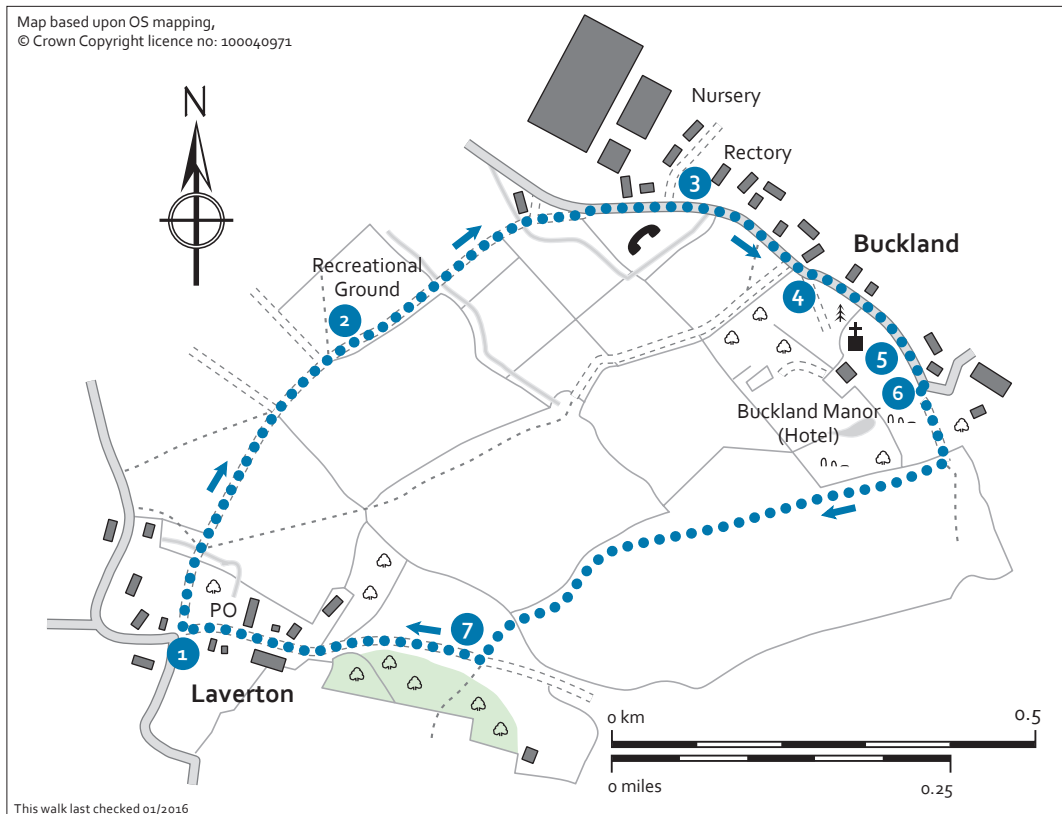 Map based upon OS mapping,
© Crown Copyright licence no: 100040971
N
Nursery
Rectory
3
Buckland
Recreational
Ground
2
4
5
6
Buckland Manor
(Hotel)
PO
7
1
Laverton
0 km
0.5
0 miles
0.25
This walk last checked 01/2016